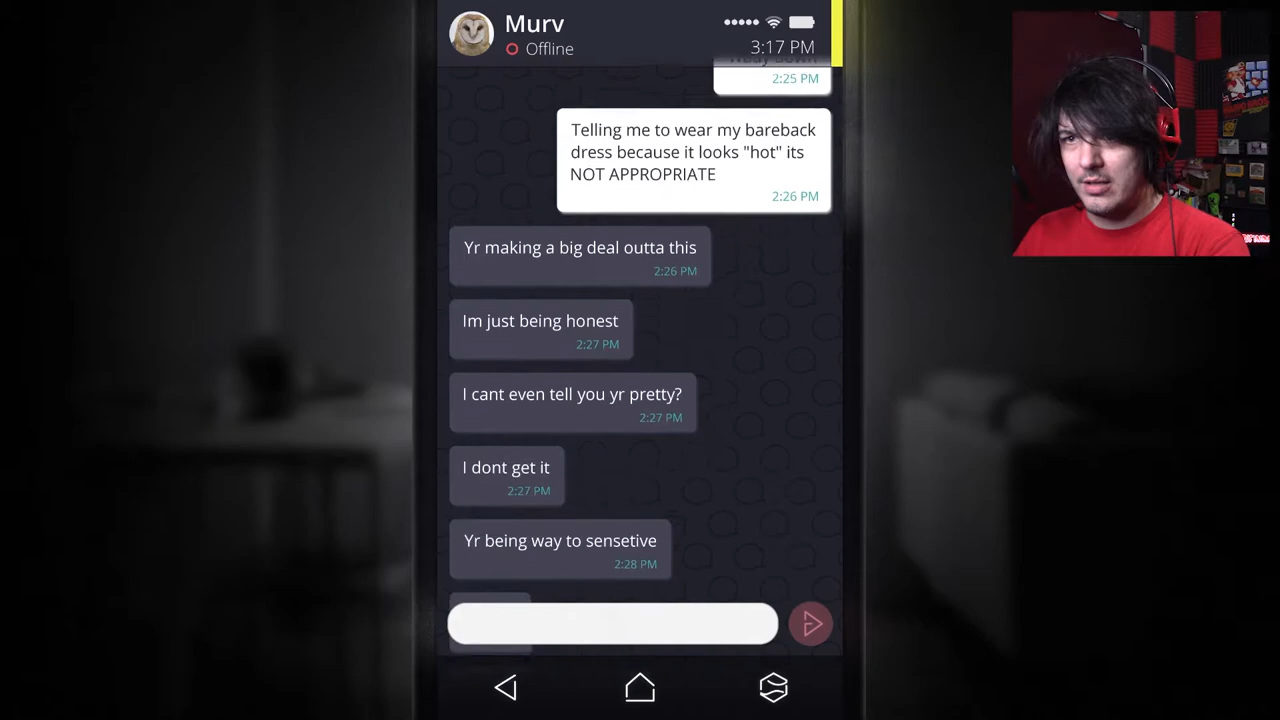 Murv
Offline
3:17 PM
2:25 PM
Telling me to wear my bareback
dress because it looks "hot" its
NOT APPROPRIATE
2:26 PM
Yr making a big deal outta this
2:26 PM
Im just being honest
2:27 PM
I cant even tell you yr pretty?
2:27 PM
I dont get it
2:27 PM
Yr being way to sensetive
2:28 PM